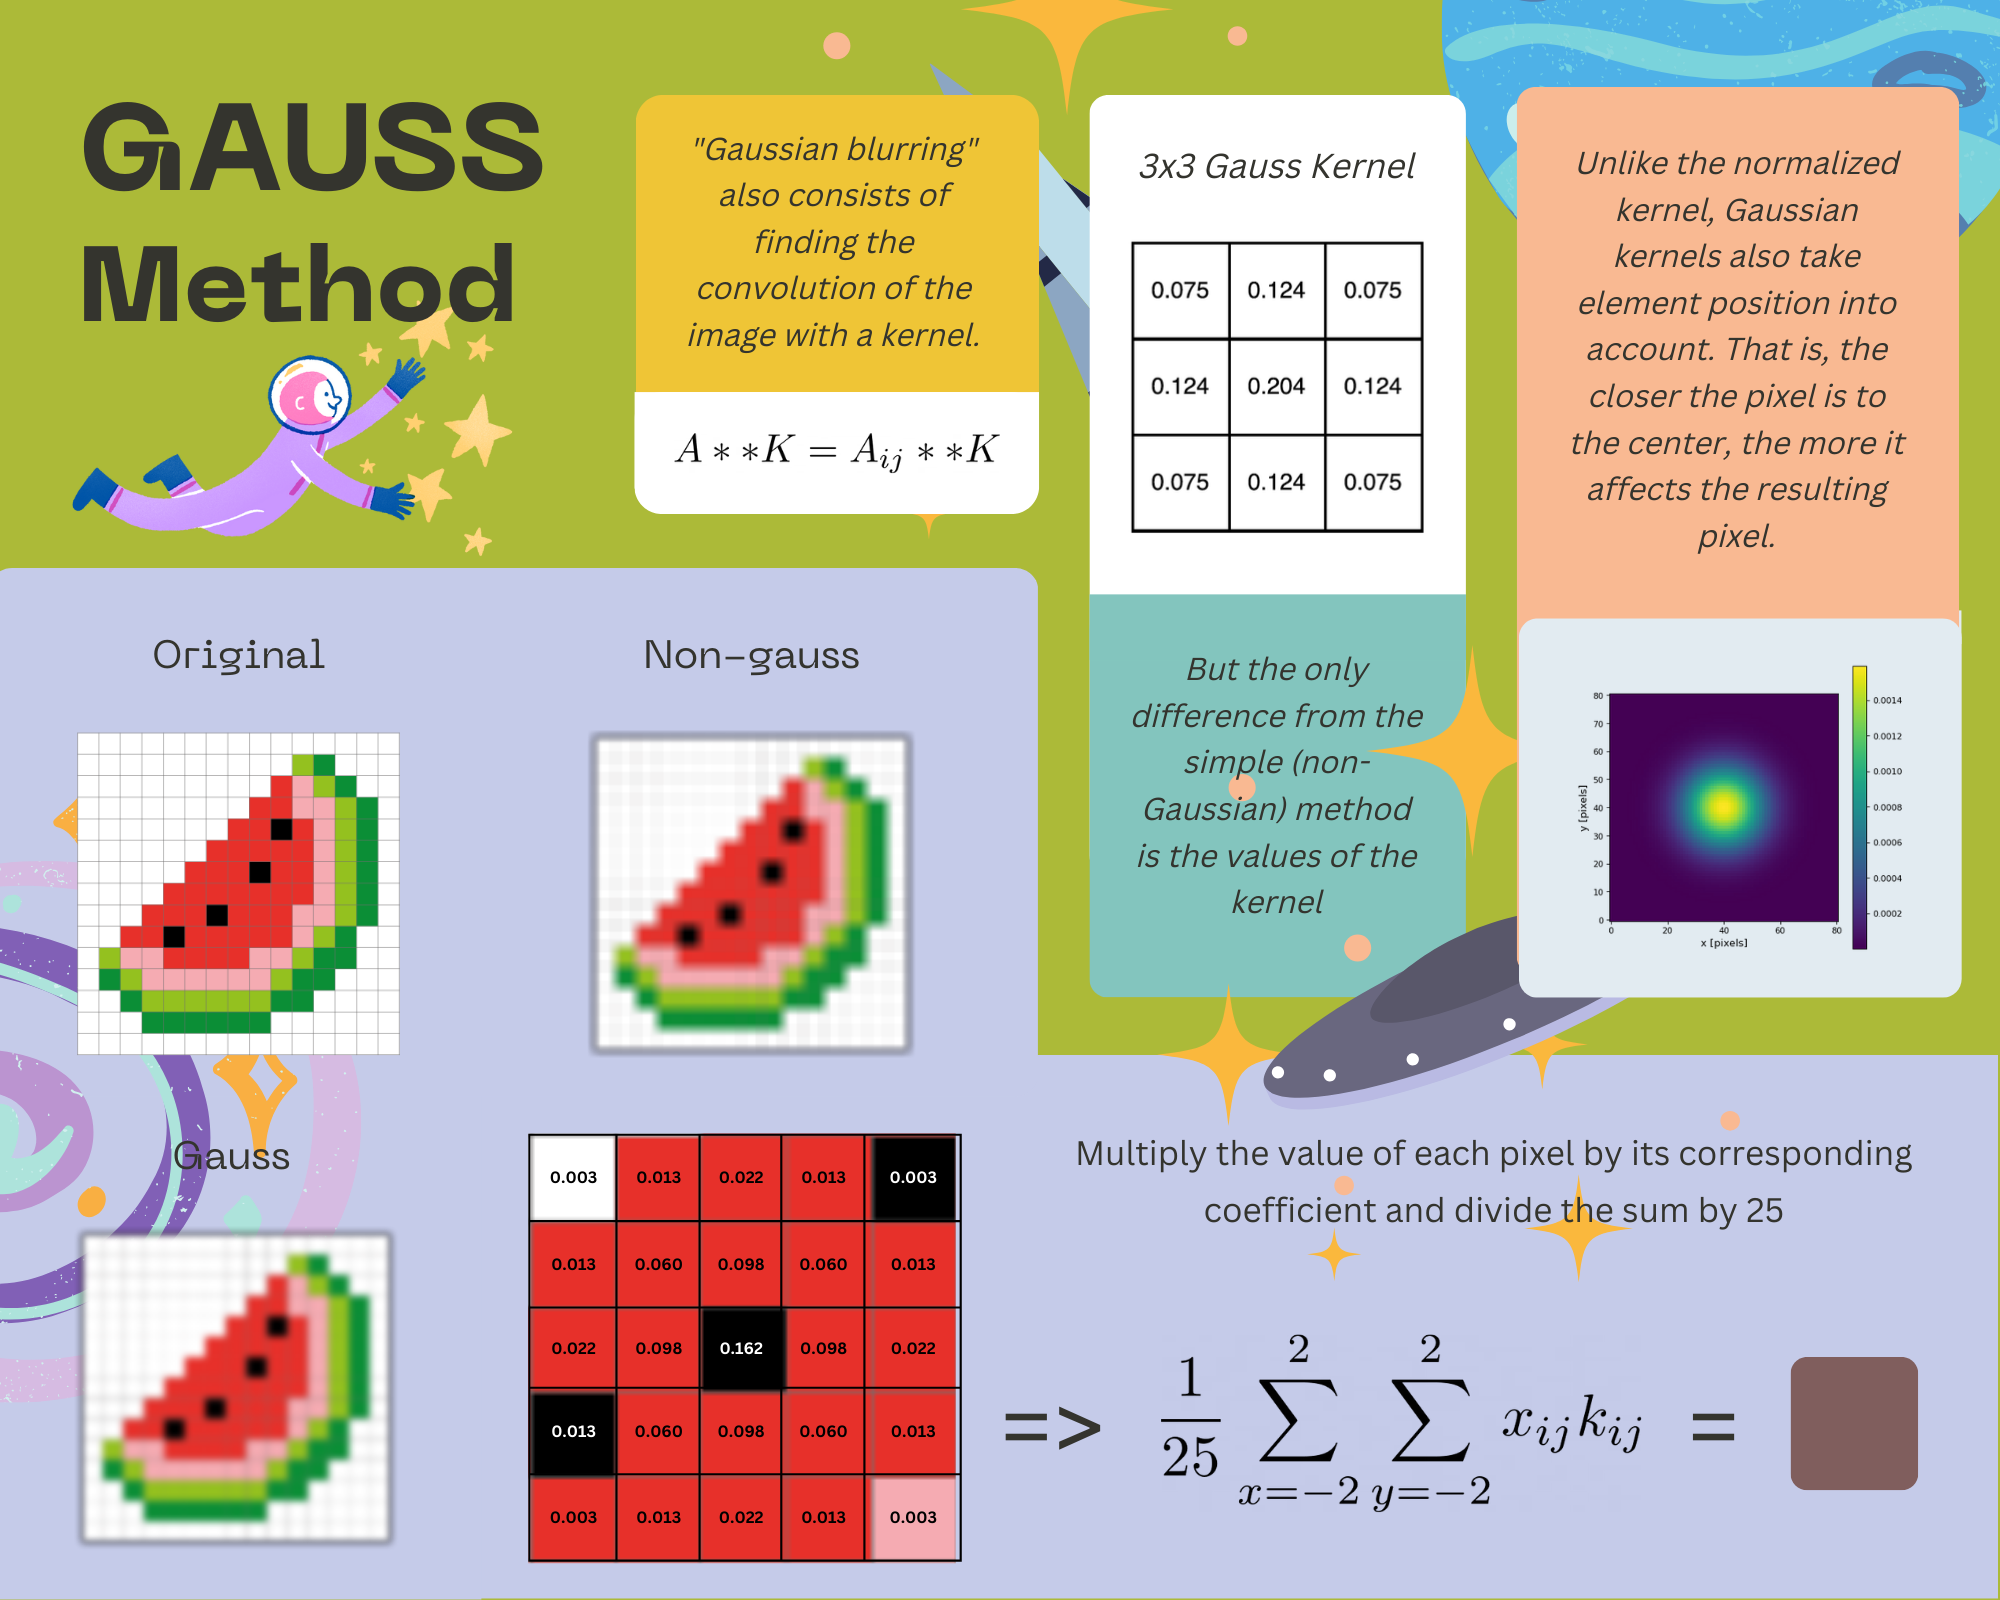 GAUSS
Method
"Gaussian blurring"
also consists of
finding the
convolution of the
image with a kernel.
A ∗ ∗K = A_{ij} ∗ ∗K
3x3 Gauss Kernel
0.075 0.124 0.075
0.124 0.204 0.124
0.075 0.124 0.075
But the only
difference from the
simple (non-
Gaussian) method
is the values of the
kernel
Unlike the normalized
kernel, Gaussian
kernels also take
element position into
account. That is, the
closer the pixel is to
the center, the more it
affects the resulting
pixel.
80
70
60
50
40
30
20
10
0
y [pixels]
0 20 40 60 80
x [pixels]
0.0014
0.0012
0.0010
0.0008
0.0006
0.0004
0.0002
Original
Non-gauss
Gauss
0.003 0.013 0.022 0.013 0.003
0.013 0.060 0.098 0.060 0.013
0.022 0.098 0.162 0.098 0.022
0.013 0.060 0.098 0.060 0.013
0.003 0.013 0.022 0.013 0.003
Multiply the value of each pixel by its corresponding
coefficient and divide the sum by 25
=> \frac{1}{25} \sum_{x=-2}^{2} \sum_{y=-2}^{2} x_{ij} k_{ij} =